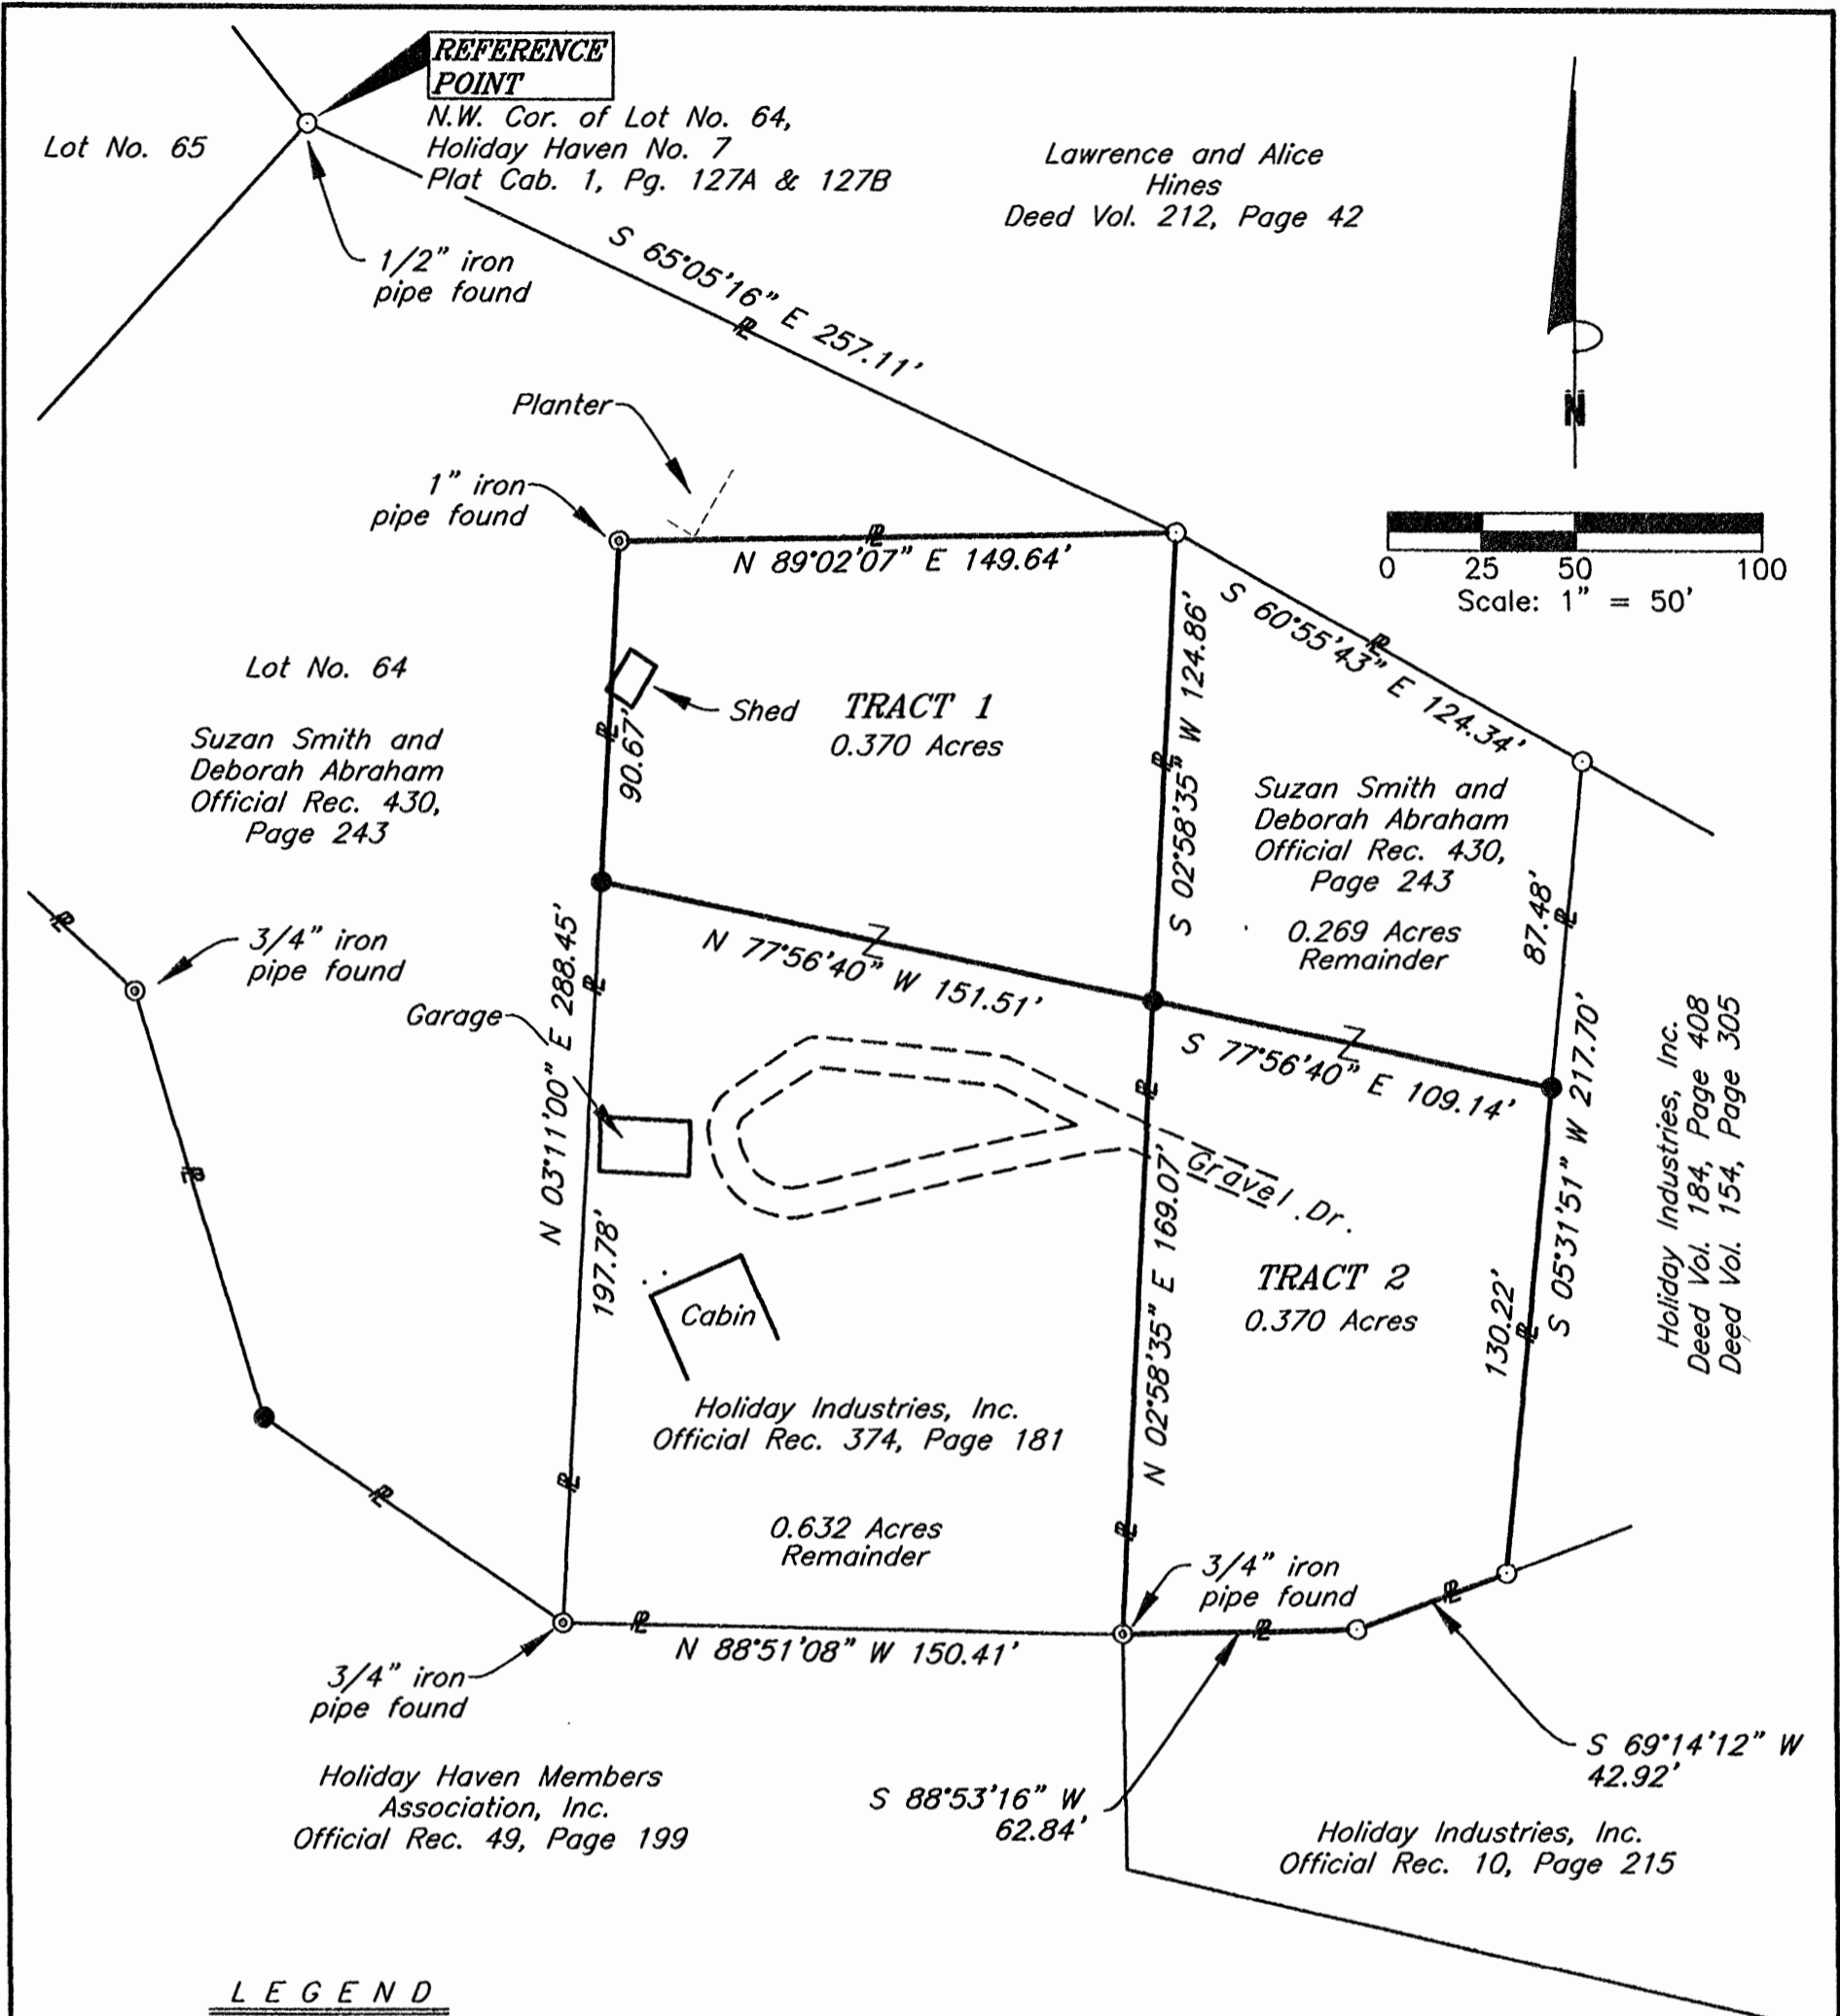 REFERENCE
POINT
N.W. Cor. of Lot No. 64,
Holiday Haven No. 7
Plat Cab. 1, Pg. 127A & 127B
Lot No. 65
Lawrence and Alice
Hines
Deed Vol. 212, Page 42
1/2" iron
pipe found
S 65°05'16" E 257.11'
N
Planter
1" iron
pipe found
N 89°02'07" E 149.64'
0 25 50 100
Scale: 1" = 50'
S 60°55'43" E 124.34'
Lot No. 64
Suzan Smith and
Deborah Abraham
Official Rec. 430,
Page 243
Shed
90.67'
TRACT 1
0.370 Acres
S 02°58'35" W 124.86'
Suzan Smith and
Deborah Abraham
Official Rec. 430,
Page 243
0.269 Acres
Remainder
87.48'
3/4" iron
pipe found
N 77°56'40" W 151.51'
S 77°56'40" E 109.14'
Garage
N 03°11'00" E 288.45'
197.78'
Gravel Dr.
N 02°58'35" E 169.07'
TRACT 2
0.370 Acres
130.22'
S 05°31'51" W 217.70'
Holiday Industries, Inc.
Deed Vol. 184, Page 408
Deed Vol. 154, Page 305
Cabin
Holiday Industries, Inc.
Official Rec. 374, Page 181
0.632 Acres
Remainder
3/4" iron
pipe found
N 88°51'08" W 150.41'
3/4" iron
pipe found
S 69°14'12" W
42.92'
S 88°53'16" W
62.84'
Holiday Haven Members
Association, Inc.
Official Rec. 49, Page 199
Holiday Industries, Inc.
Official Rec. 10, Page 215
LEGEND